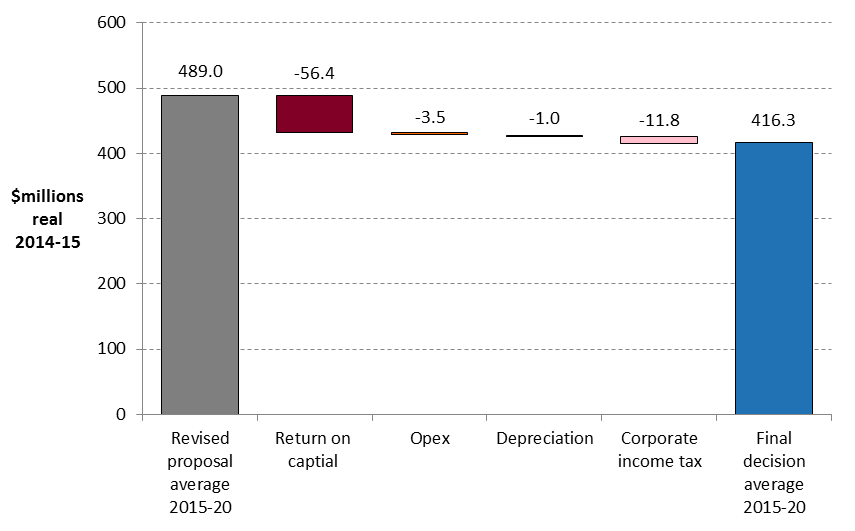 600
500
400
300
200
100
0
$millions
real
2014-15
489.0
-56.4
-3.5
-1.0
-11.8
416.3
Revised
proposal
average
2015-20
Return on
captial
Opex
Depreciation
Corporate
income tax
Final
decision
average
2015-20